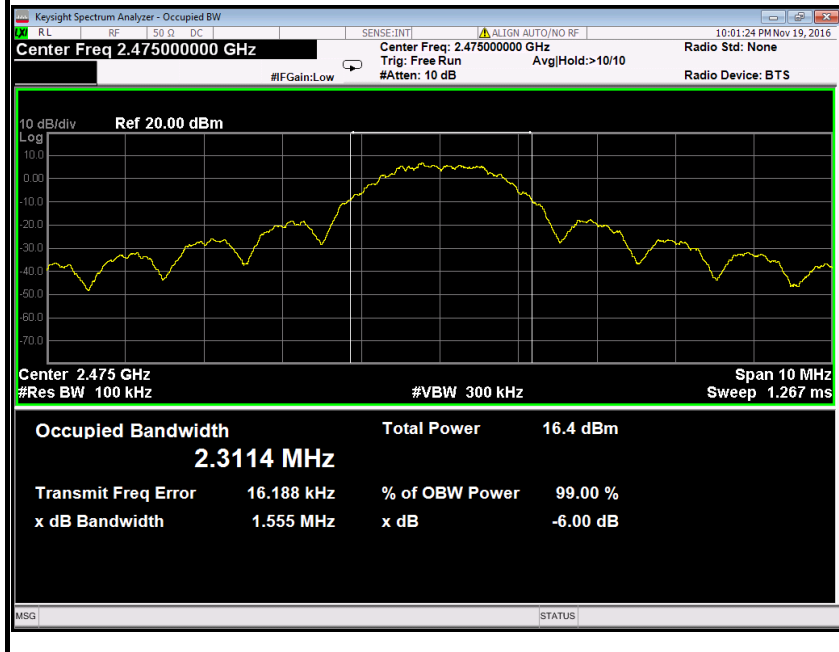 Keysight Spectrum Analyzer - Occupied BW
LXI RL RF 50 Ω DC SENSE:INT ALIGN AUTO/NO RF 10:01:24 PM Nov 19, 2016
Center Freq 2.475000000 GHz Center Freq: 2.475000000 GHz Radio Std: None
Trig: Free Run Avg|Hold:>10/10
#IFGain:Low #Atten: 10 dB Radio Device: BTS
10 dB/div Ref 20.00 dBm
Log
10.0
0.00
-10.0
-20.0
-30.0
-40.0
-50.0
-60.0
-70.0
Center 2.475 GHz Span 10 MHz
#Res BW 100 kHz #VBW 300 kHz Sweep 1.267 ms
Occupied Bandwidth Total Power 16.4 dBm
2.3114 MHz
Transmit Freq Error 16.188 kHz % of OBW Power 99.00 %
x dB Bandwidth 1.555 MHz x dB -6.00 dB
MSG STATUS